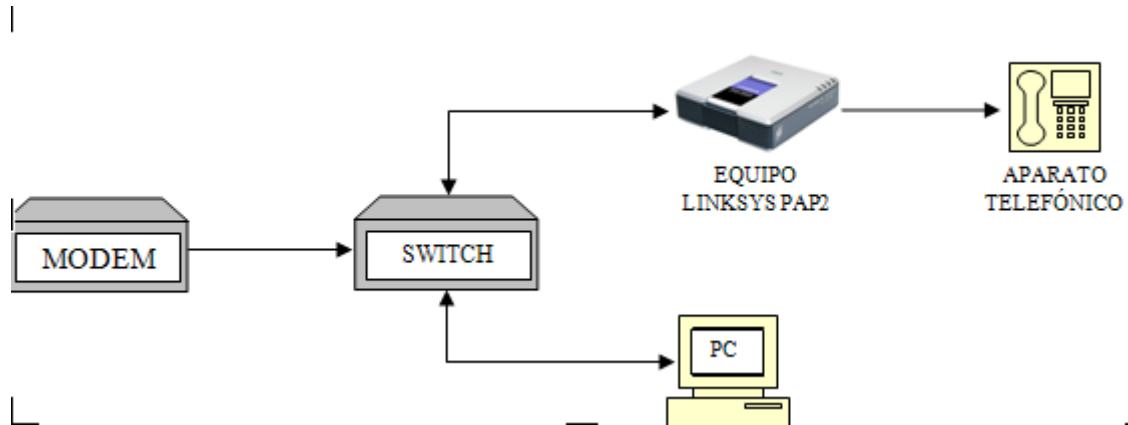 EQUIPO
LINKSYS PAP2
APARATO
TELEFÓNICO
MODEM
SWITCH
PC